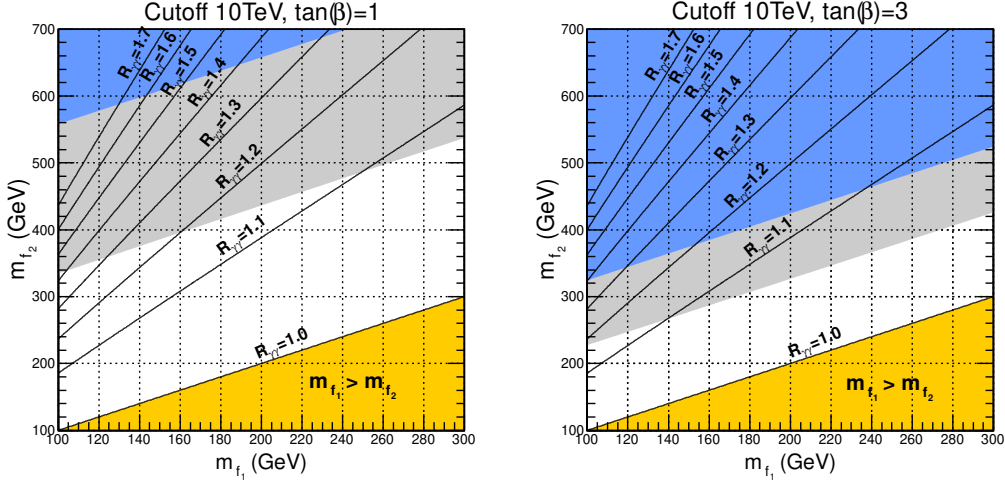 Cutoff 10TeV, tan(β)=1
m_f₂ (GeV)
700
600
500
400
300
200
100
R_γγ=1.7
R_γγ=1.6
R_γγ=1.5
R_γγ=1.4
R_γγ=1.3
R_γγ=1.2
R_γγ=1.1
R_γγ=1.0
m_f₁ > m_f₂
100 120 140 160 180 200 220 240 260 280 300
m_f₁ (GeV)
Cutoff 10TeV, tan(β)=3
m_f₂ (GeV)
700
600
500
400
300
200
100
R_γγ=1.7
R_γγ=1.6
R_γγ=1.5
R_γγ=1.4
R_γγ=1.3
R_γγ=1.2
R_γγ=1.1
R_γγ=1.0
m_f₁ > m_f₂
100 120 140 160 180 200 220 240 260 280 300
m_f₁ (GeV)